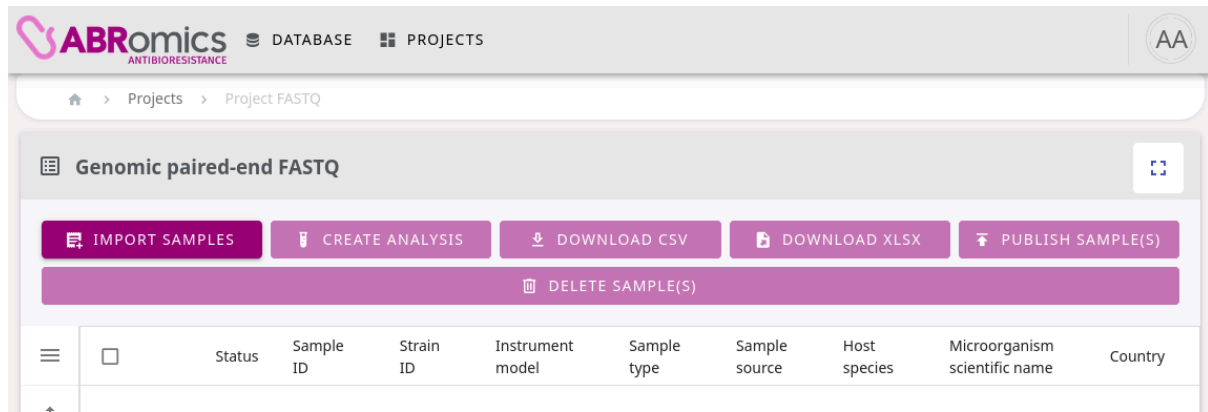 ABRomics
ANTIBIORESISTANCE
DATABASE
PROJECTS
AA
Projects > Project FASTQ
Genomic paired-end FASTQ
IMPORT SAMPLES
CREATE ANALYSIS
DOWNLOAD CSV
DOWNLOAD XLSX
PUBLISH SAMPLE(S)
DELETE SAMPLE(S)
Status
Sample
ID
Strain
ID
Instrument
model
Sample
type
Sample
source
Host
species
Microorganism
scientific name
Country